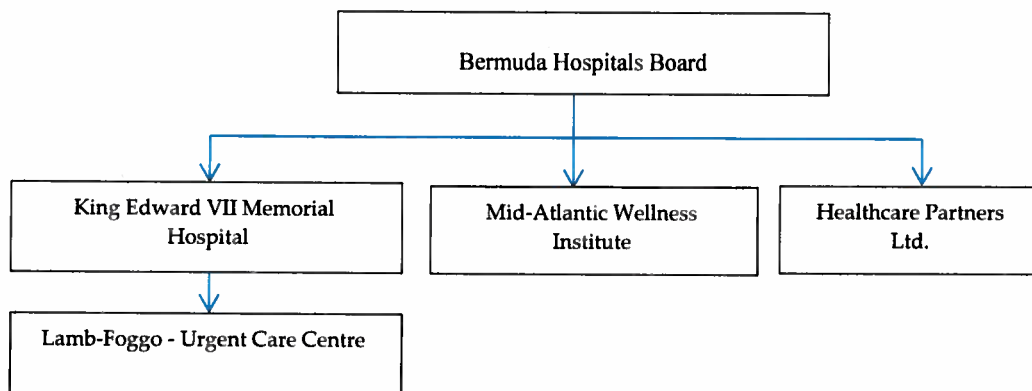 Bermuda Hospitals Board
King Edward VII Memorial
Hospital
Mid-Atlantic Wellness
Institute
Healthcare Partners
Ltd.
Lamb-Foggo - Urgent Care Centre